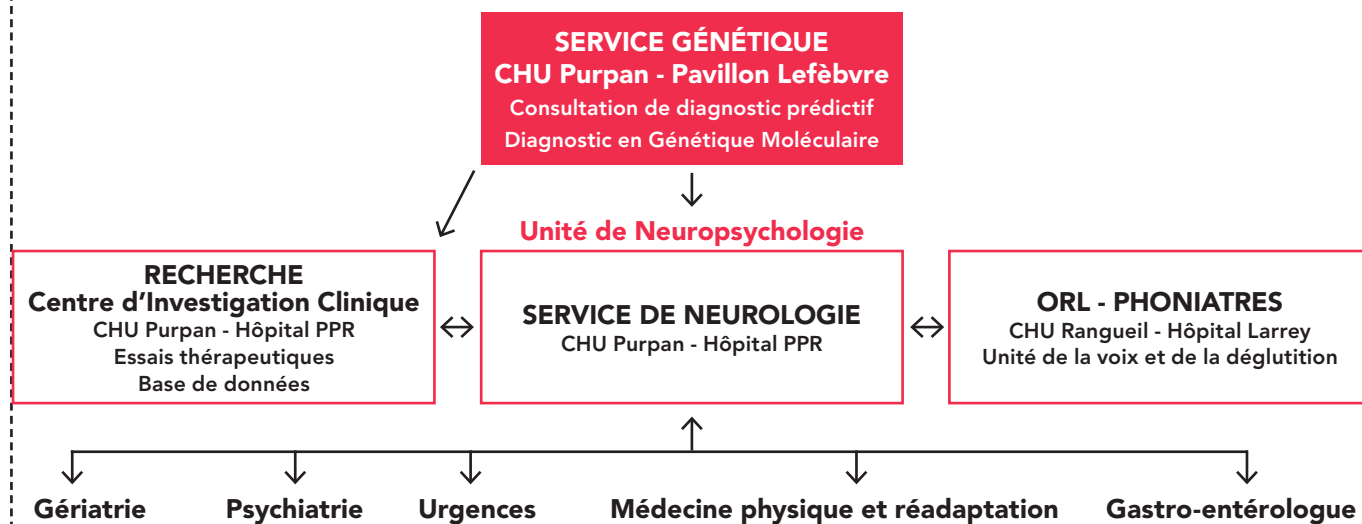 SERVICE GÉNÉTIQUE
CHU Purpan - Pavillon Lefèbvre
Consultation de diagnostic prédictif
Diagnostic en Génétique Moléculaire
Unité de Neuropsychologie
RECHERCHE
Centre d'Investigation Clinique
CHU Purpan - Hôpital PPR
Essais thérapeutiques
Base de données
SERVICE DE NEUROLOGIE
CHU Purpan - Hôpital PPR
ORL - PHONIATRES
CHU Rangueil - Hôpital Larrey
Unité de la voix et de la déglutition
Gériatrie
Psychiatrie
Urgences
Médecine physique et réadaptation
Gastro-entérologue